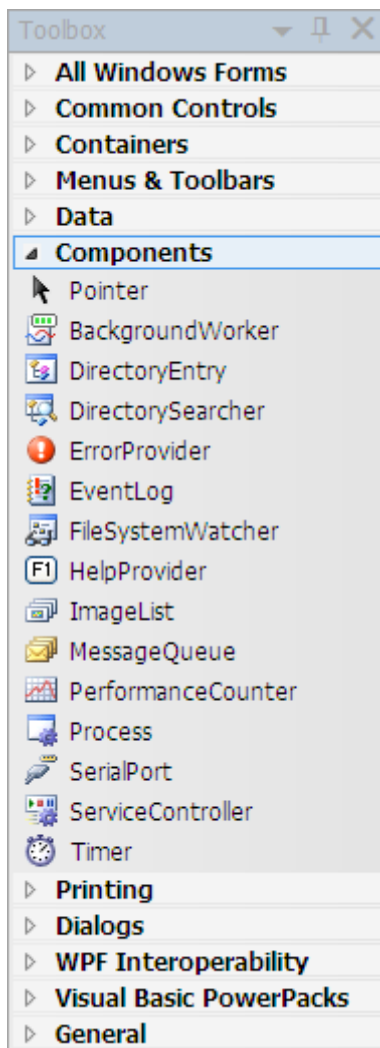 Toolbox
All Windows Forms
Common Controls
Containers
Menus & Toolbars
Data
Components
Pointer
BackgroundWorker
DirectoryEntry
DirectorySearcher
ErrorProvider
EventLog
FileSystemWatcher
F1 HelpProvider
ImageList
MessageQueue
PerformanceCounter
Process
SerialPort
ServiceController
Timer
Printing
Dialogs
WPF Interoperability
Visual Basic PowerPacks
General